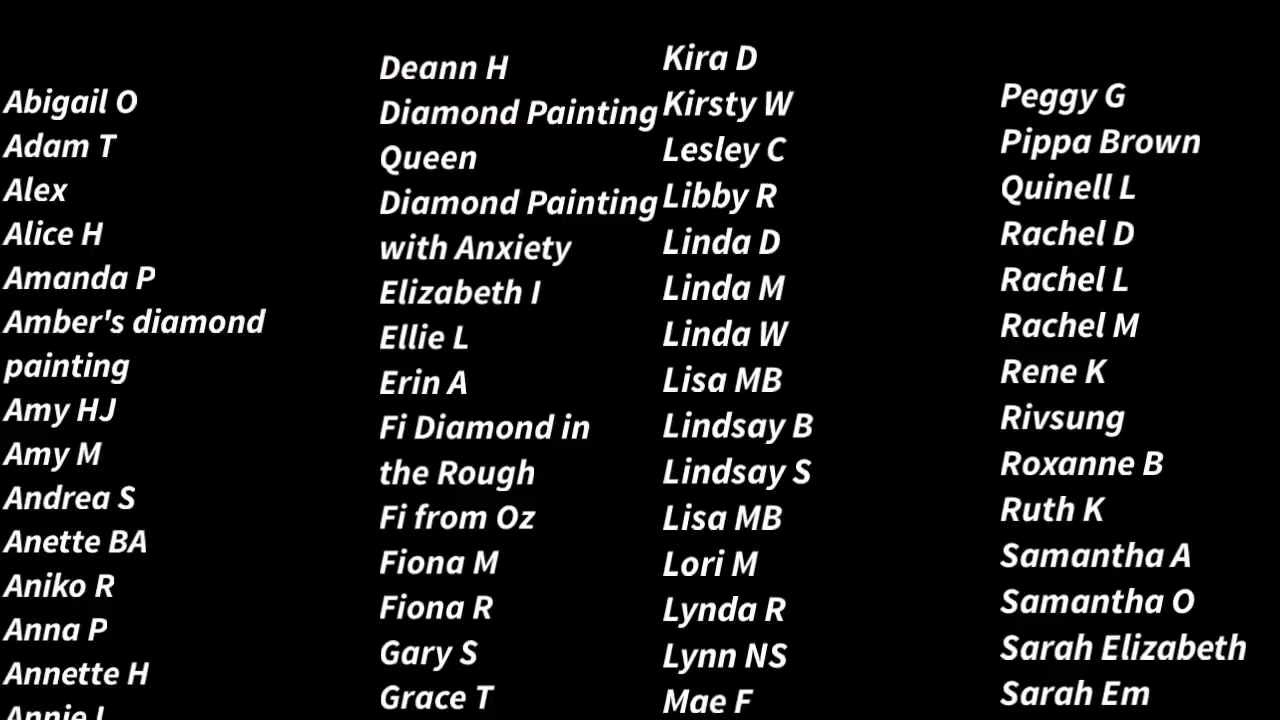 Abigail O
Adam T
Alex
Alice H
Amanda P
Amber's diamond
painting
Amy HJ
Amy M
Andrea S
Anette BA
Aniko R
Anna P
Annette H
Annie
Deann H
Diamond Painting
Queen
Diamond Painting
with Anxiety
Elizabeth I
Ellie L
Erin A
Fi Diamond in
the Rough
Fi from Oz
Fiona M
Fiona R
Gary S
Grace T
Kira D
Kirsty W
Lesley C
Libby R
Linda D
Linda M
Linda W
Lisa MB
Lindsay B
Lindsay S
Lisa MB
Lori M
Lynda R
Lynn NS
Mae F
Peggy G
Pippa Brown
Quinell L
Rachel D
Rachel L
Rachel M
Rene K
Rivsung
Roxanne B
Ruth K
Samantha A
Samantha O
Sarah Elizabeth
Sarah Em